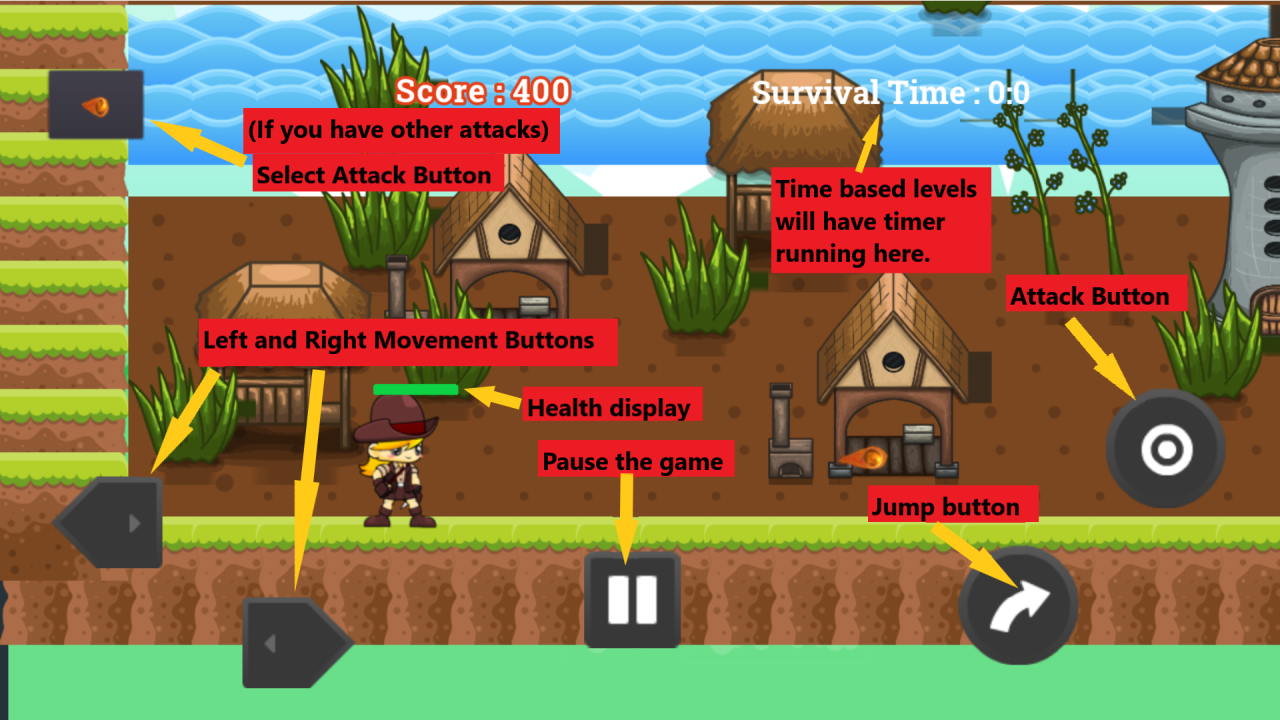 Score : 400
Survival Time : 0:0
(If you have other attacks)
Select Attack Button
Time based levels
will have timer
running here.
Attack Button
Left and Right Movement Buttons
Health display
Pause the game
Jump button